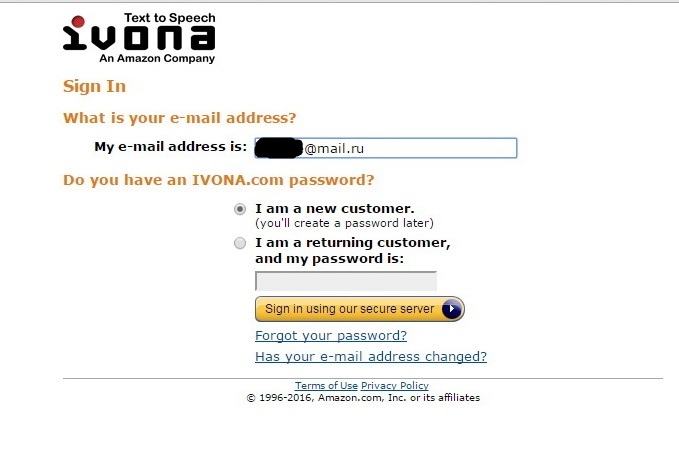 Text to Speech
ivona
An Amazon Company
Sign In
What is your e-mail address?
My e-mail address is: @mail.ru
Do you have an IVONA.com password?
I am a new customer.
(you'll create a password later)
I am a returning customer,
and my password is:
Sign in using our secure server
Forgot your password?
Has your e-mail address changed?
Terms of Use Privacy Policy
© 1996-2016, Amazon.com, Inc. or its affiliates